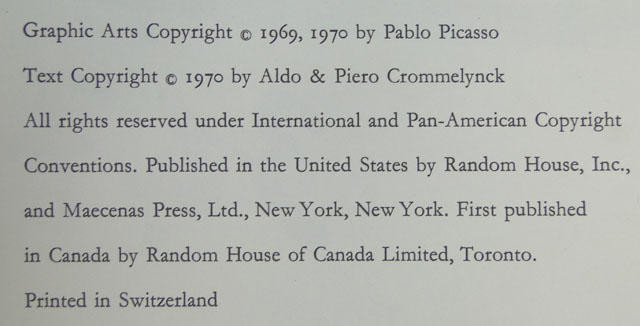 Graphic Arts Copyright © 1969, 1970 by Pablo Picasso
Text Copyright © 1970 by Aldo & Piero Crommelynck
All rights reserved under International and Pan-American Copyright
Conventions. Published in the United States by Random House, Inc.,
and Maecenas Press, Ltd., New York, New York. First published
in Canada by Random House of Canada Limited, Toronto.
Printed in Switzerland